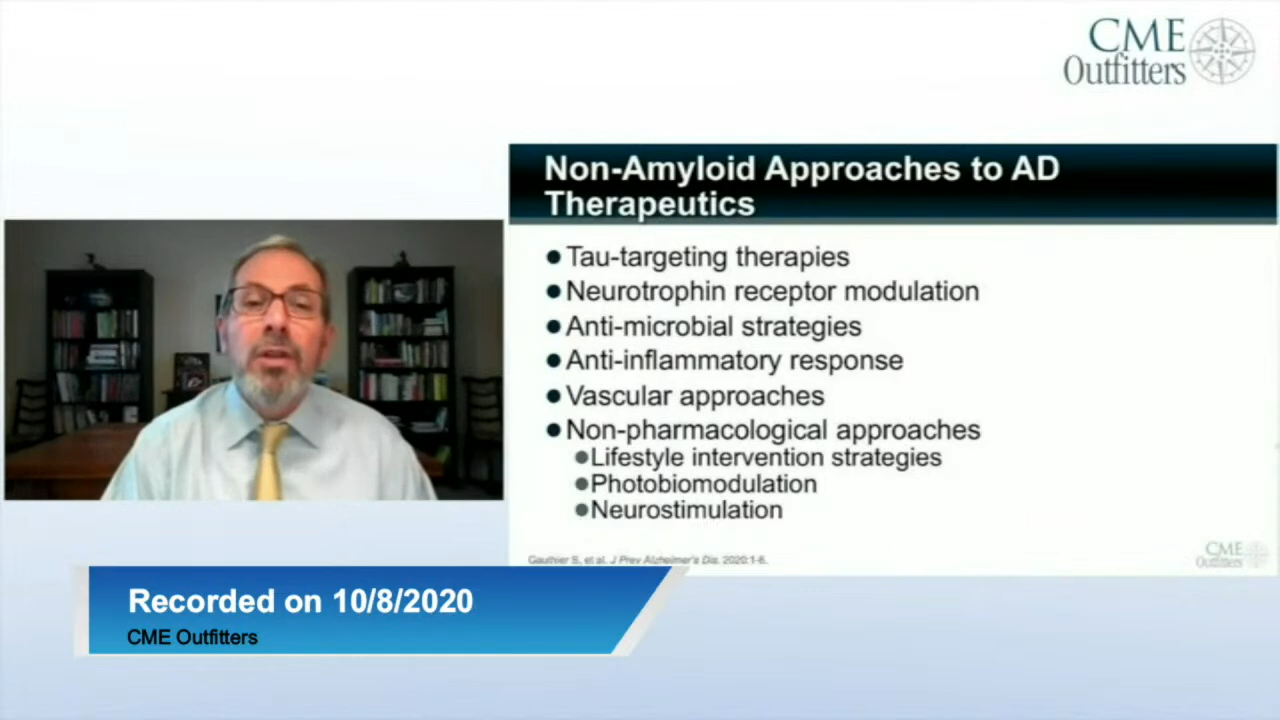 CME
Outfitters
Non-Amyloid Approaches to AD
Therapeutics
Tau-targeting therapies
Neurotrophin receptor modulation
Anti-microbial strategies
Anti-inflammatory response
Vascular approaches
Non-pharmacological approaches
Lifestyle intervention strategies
Photobiomodulation
Neurostimulation
Gauthier S, et al. J Prev Alzheimer's Dis. 2020:1-6.
CME
Outfitters
Recorded on 10/8/2020
CME Outfitters